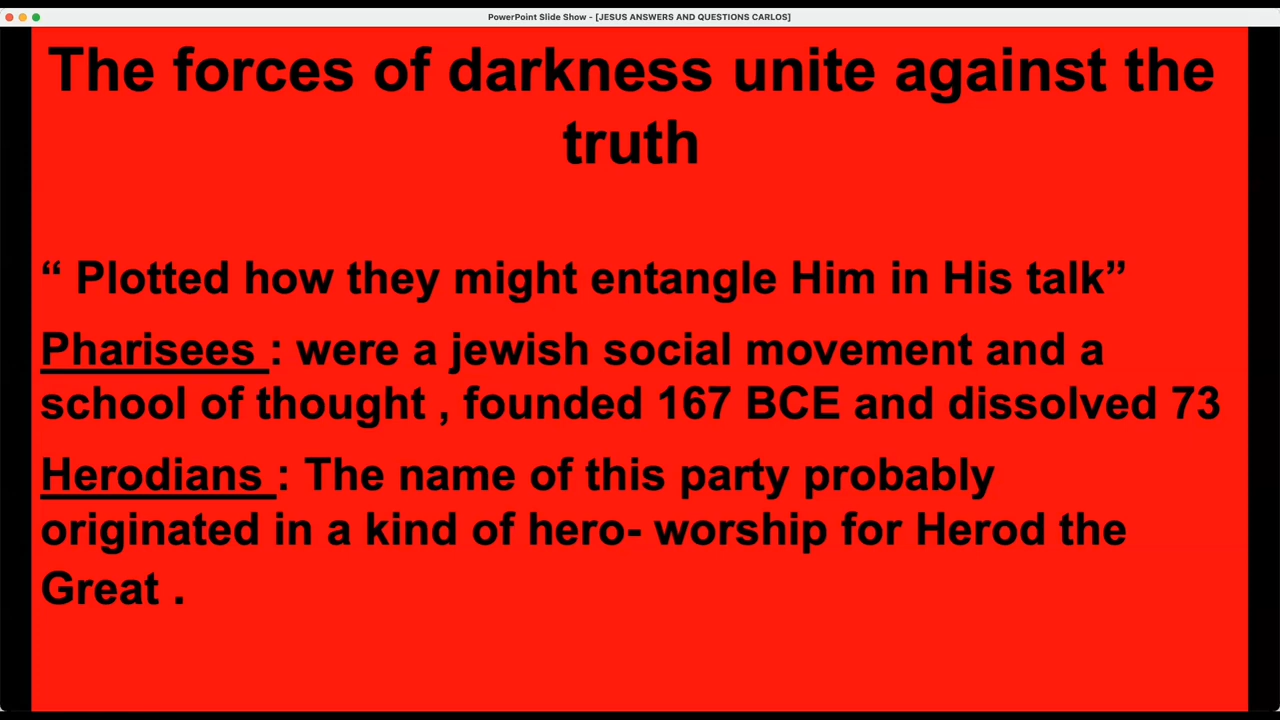 PowerPoint Slide Show - [JESUS ANSWERS AND QUESTIONS CARLOS]
The forces of darkness unite against the
truth
“ Plotted how they might entangle Him in His talk”
Pharisees : were a jewish social movement and a
school of thought , founded 167 BCE and dissolved 73
Herodians : The name of this party probably
originated in a kind of hero- worship for Herod the
Great .